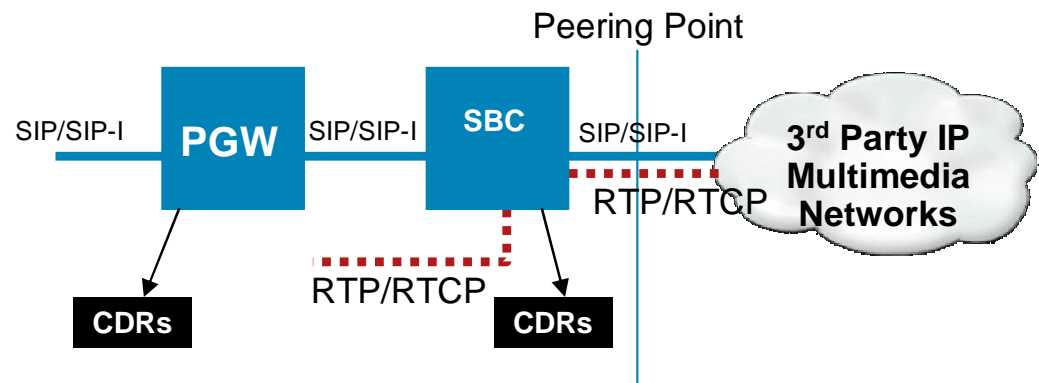 Peering Point
SIP/SIP-I
PGW
SIP/SIP-I
SBC
SIP/SIP-I
3rd Party IP
Multimedia
Networks
RTP/RTCP
RTP/RTCP
CDRs
CDRs